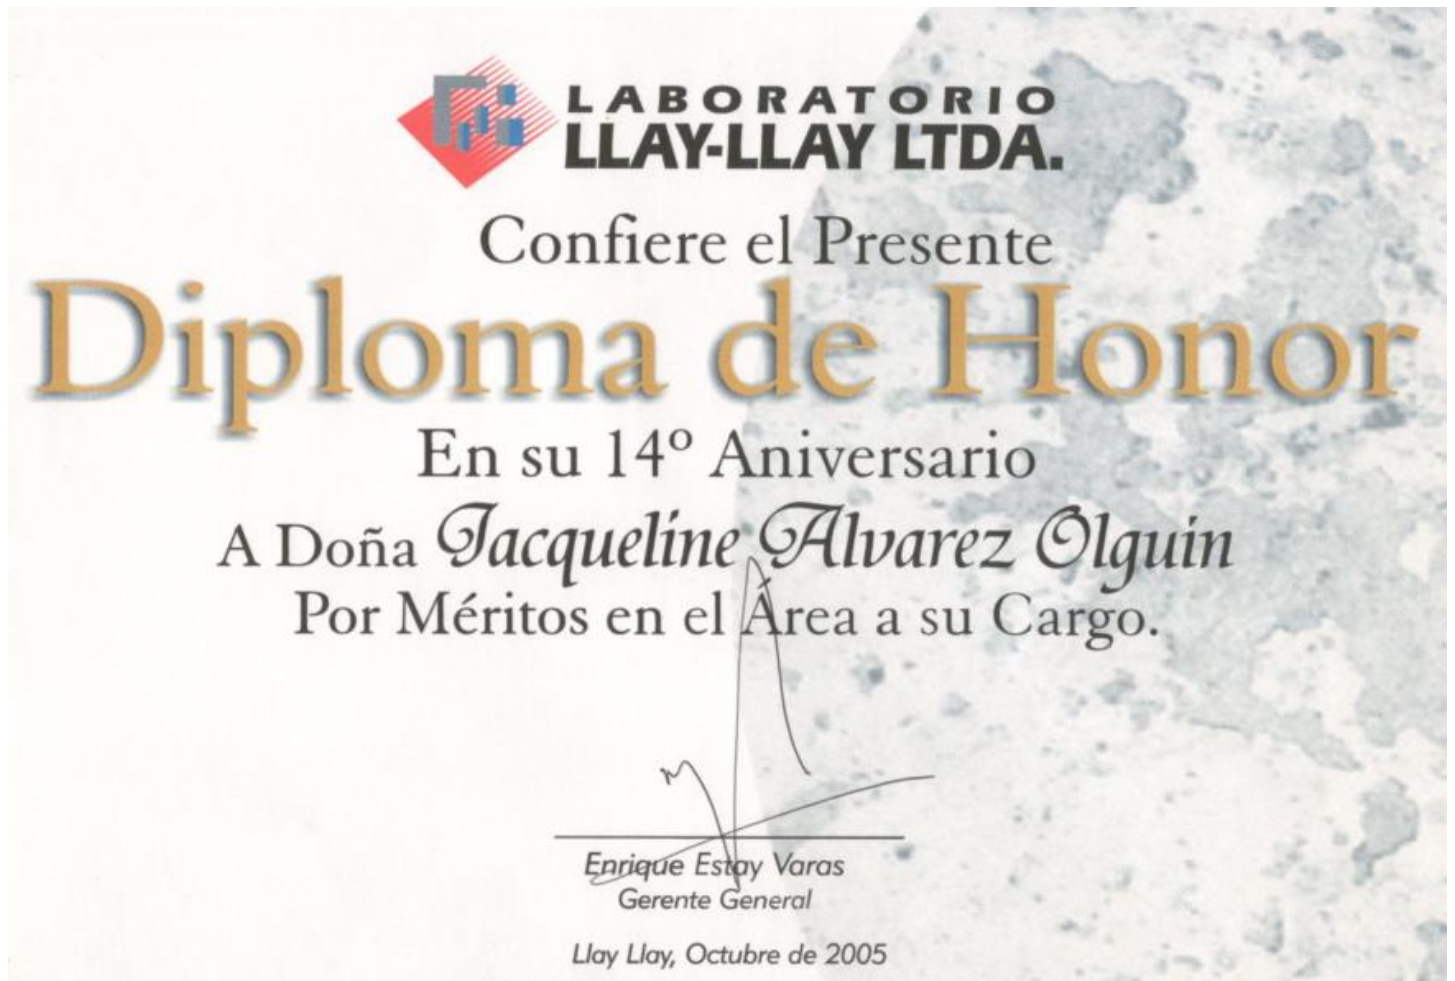 LABORATORIO
LLAY-LLAY LTDA.
Confiere el Presente
Diploma de Honor
En su 14º Aniversario
A Doña Jacqueline Alvarez Olguin
Por Méritos en el Área a su Cargo.
Enrique Estay Varas
Gerente General
Llay Llay, Octubre de 2005